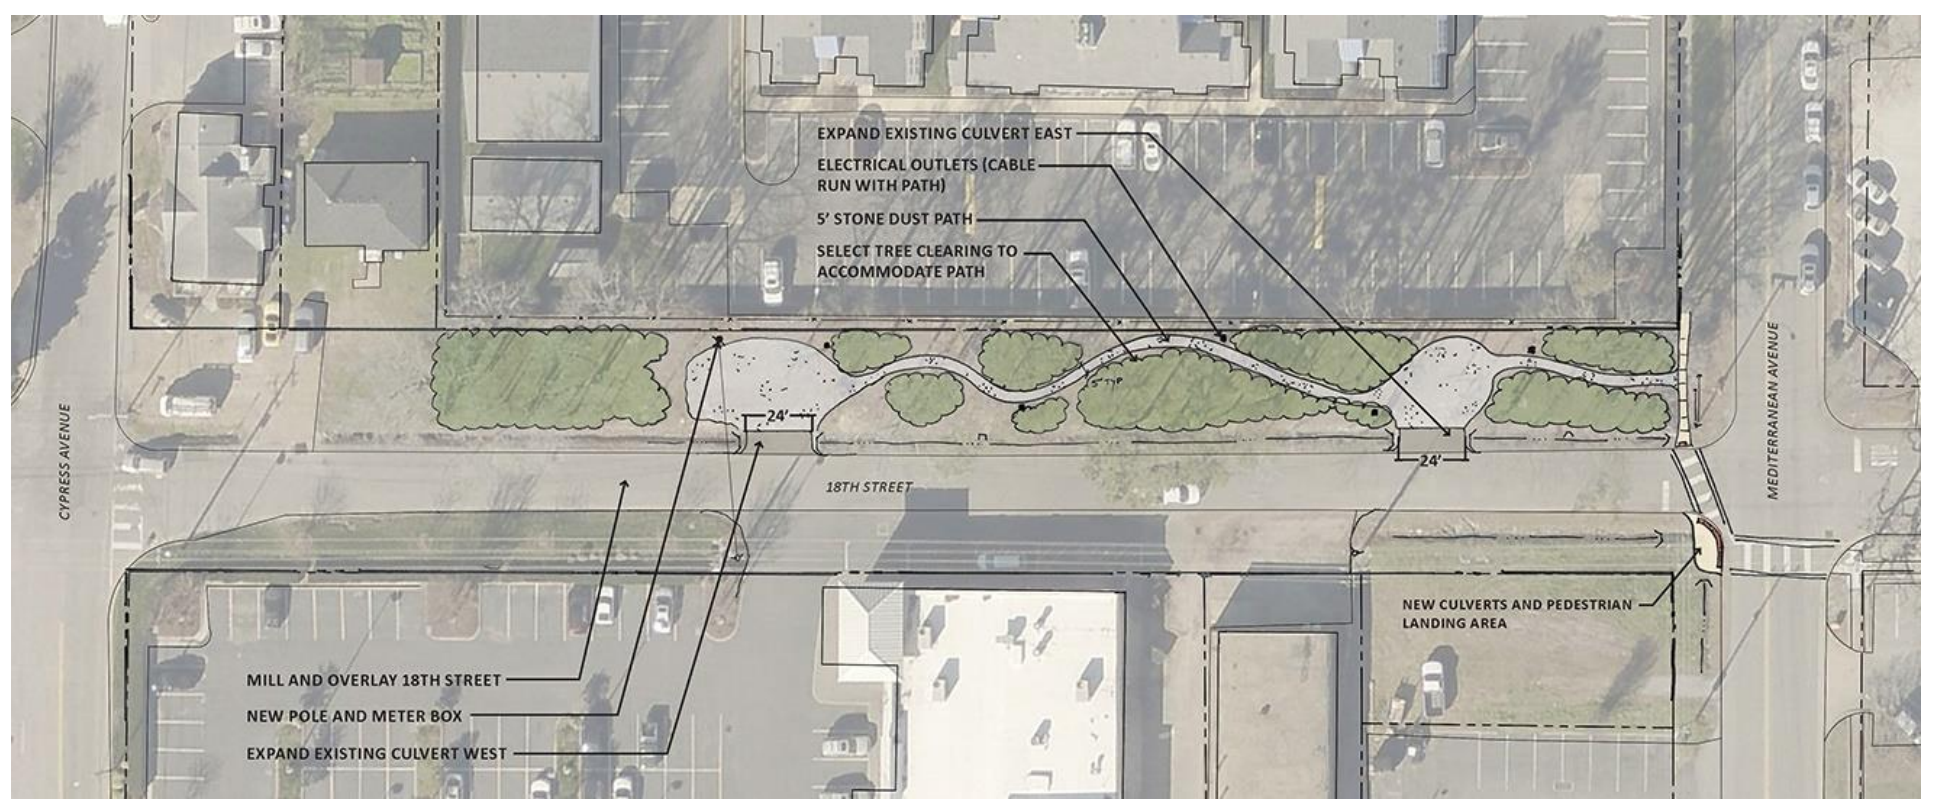 EXPAND EXISTING CULVERT EAST
ELECTRICAL OUTLETS (CABLE
RUN WITH PATH)
5' STONE DUST PATH
SELECT TREE CLEARING TO
ACCOMMODATE PATH
5' TYP
24'
24'
CYPRESS AVENUE
18TH STREET
MEDITERRANEAN AVENUE
NEW CULVERTS AND PEDESTRIAN
LANDING AREA
MILL AND OVERLAY 18TH STREET
NEW POLE AND METER BOX
EXPAND EXISTING CULVERT WEST